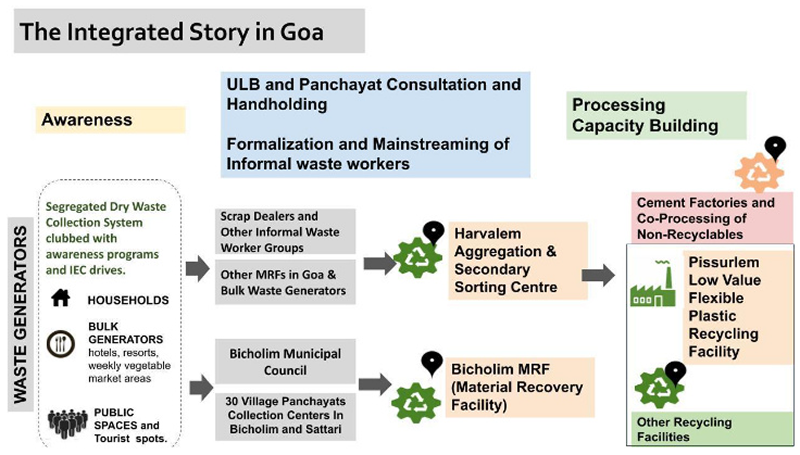 The Integrated Story in Goa
Awareness
ULB and Panchayat Consultation and
Handholding
Formalization and Mainstreaming of
Informal waste workers
Processing
Capacity Building
WASTE GENERATORS
Segregated Dry Waste
Collection System
clubbed with
awareness programs
and IEC drives.
HOUSEHOLDS
BULK
GENERATORS
hotels, resorts,
weekly vegetable
market areas
PUBLIC
SPACES and
Tourist spots.
Scrap Dealers and
Other Informal Waste
Worker Groups
Other MRFs in Goa &
Bulk Waste Generators
Bicholim Municipal
Council
30 Village Panchayats
Collection Centers In
Bicholim and Sattari
Harvalem
Aggregation &
Secondary
Sorting Centre
Bicholim MRF
(Material Recovery
Facility)
Cement Factories and
Co-Processing of
Non-Recyclables
Pissurlem
Low Value
Flexible
Plastic
Recycling
Facility
Other Recycling
Facilities